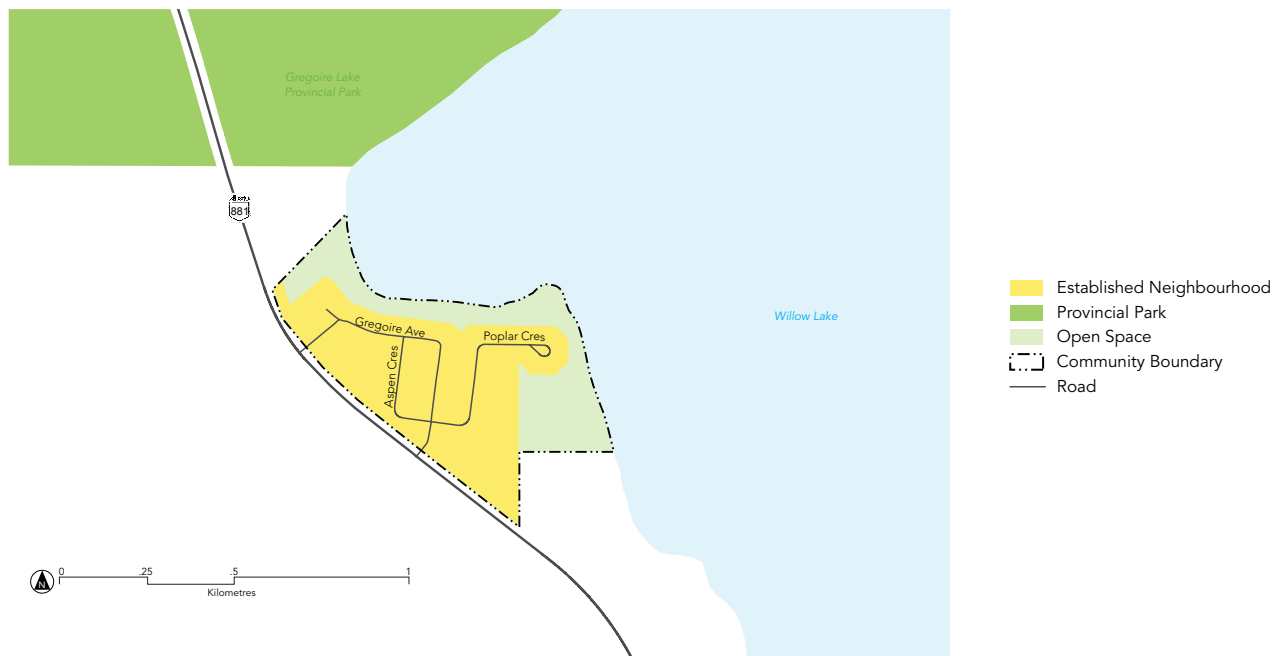 Gregoire Lake
Provincial Park
881
Gregoire Ave
Poplar Cres
Aspen Cres
Willow Lake
Established Neighbourhood
Provincial Park
Open Space
Community Boundary
Road
N
0 .25 .5 1
Kilometres